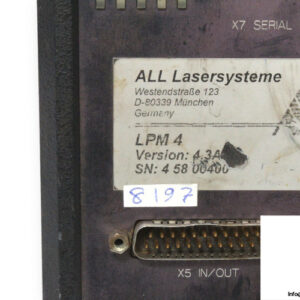 X7 SERIAL
ALL Lasersysteme
Westendstraße 123
D-80339 München
Germany
LPM 4
Version: 4.3A
SN: 4 58 00400
8197
X5 IN/OUT